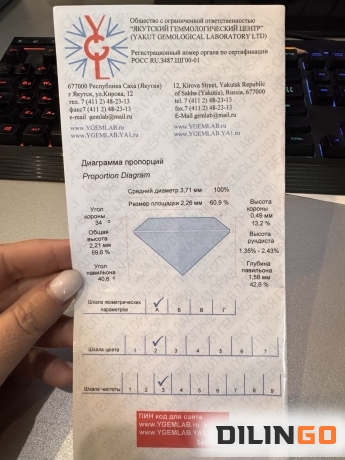 YGL
Общество с ограниченной ответственностью
"ЯКУТСКИЙ ГЕММОЛОГИЧЕСКИЙ ЦЕНТР"
(YAKUT GEMOLOGICAL LABORATORY LTD)
Регистрационный номер органа по сертификации
РОСС RU.3487.ШГ00-01
677000 Республика Саха (Якутия)
г Якутск, ул.Кирова, 12
тел. 7 (411 2) 48-23-13
факс7 (411 2) 48-23-13
e-mail gemlab@mail.ru
www.YGEMLAB.ru
www.YGEMLAB.YA1.ru
12, Kirova Street, Yakutsk Republic
of Sakha (Yakutia), Russia, 677000
tel. 7 (411 2) 48-23-13
fax 7 (411 2) 48-23-13
E-Mail gemlab@mail.ru
www.YGEMLAB.ru
www.YGEMLAB.YA1.ru
Диаграмма пропорций
Proportion Diagram
Средний диаметр 3,71 мм 100%
Размер площадки 2,26 мм 60,9 %
Угол
короны
34 °
Общая
высота
2,21 мм
59,6 %
Угол
павильона
40,6 °
Высота
короны
0,49 мм
13,2 %
Высота
рундиста
1,35% - 2,43%
Глубина
павильона
1,58 мм
42,6 %
Шкала геометрических
параметров
А Б В Г
Шкала цвета 1 2 3 4 5 6 7
Шкала чистоты 1 2 3 4 5 6 7 8 9
ПИН код для сайта
www.YGEMLAB.ru
www.YGEMLAB.YA1
DILINGO